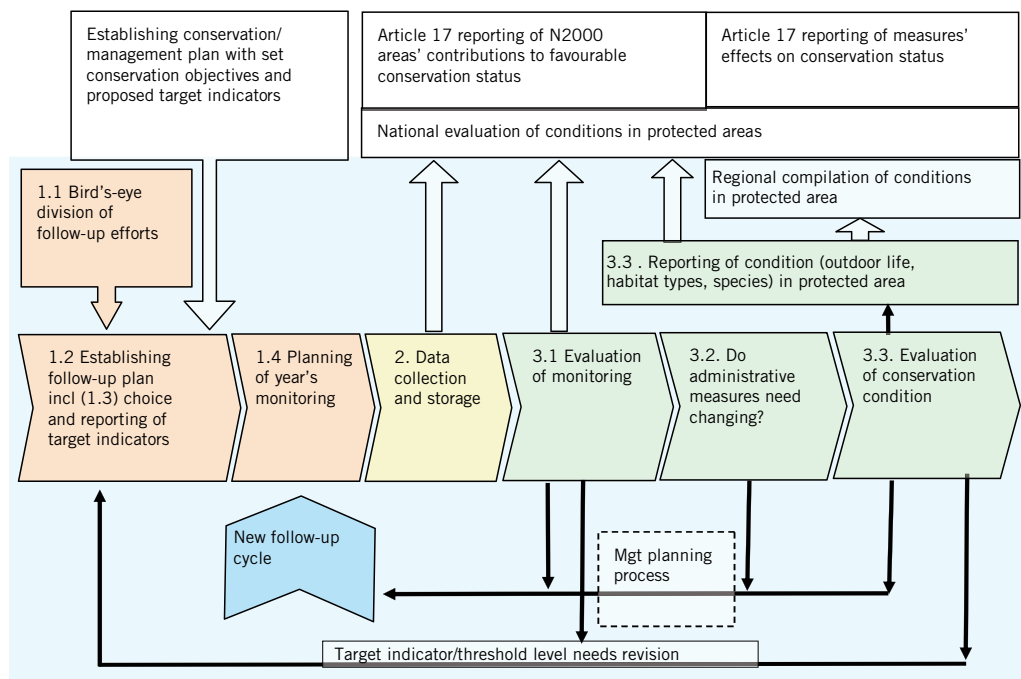 Establishing conservation/
management plan with set
conservation objectives and
proposed target indicators
Article 17 reporting of N2000
areas' contributions to favourable
conservation status
Article 17 reporting of measures'
effects on conservation status
National evaluation of conditions in protected areas
1.1 Bird's-eye
division of
follow-up efforts
Regional compilation of conditions
in protected area
3.3 . Reporting of condition (outdoor life,
habitat types, species) in protected area
1.2 Establishing
follow-up plan
incl (1.3) choice
and reporting of
target indicators
1.4 Planning
of year's
monitoring
2. Data
collection
and storage
3.1 Evaluation
of monitoring
3.2. Do
administrative
measures need
changing?
3.3. Evaluation
of conservation
condition
New follow-up
cycle
Mgt planning
process
Target indicator/threshold level needs revision